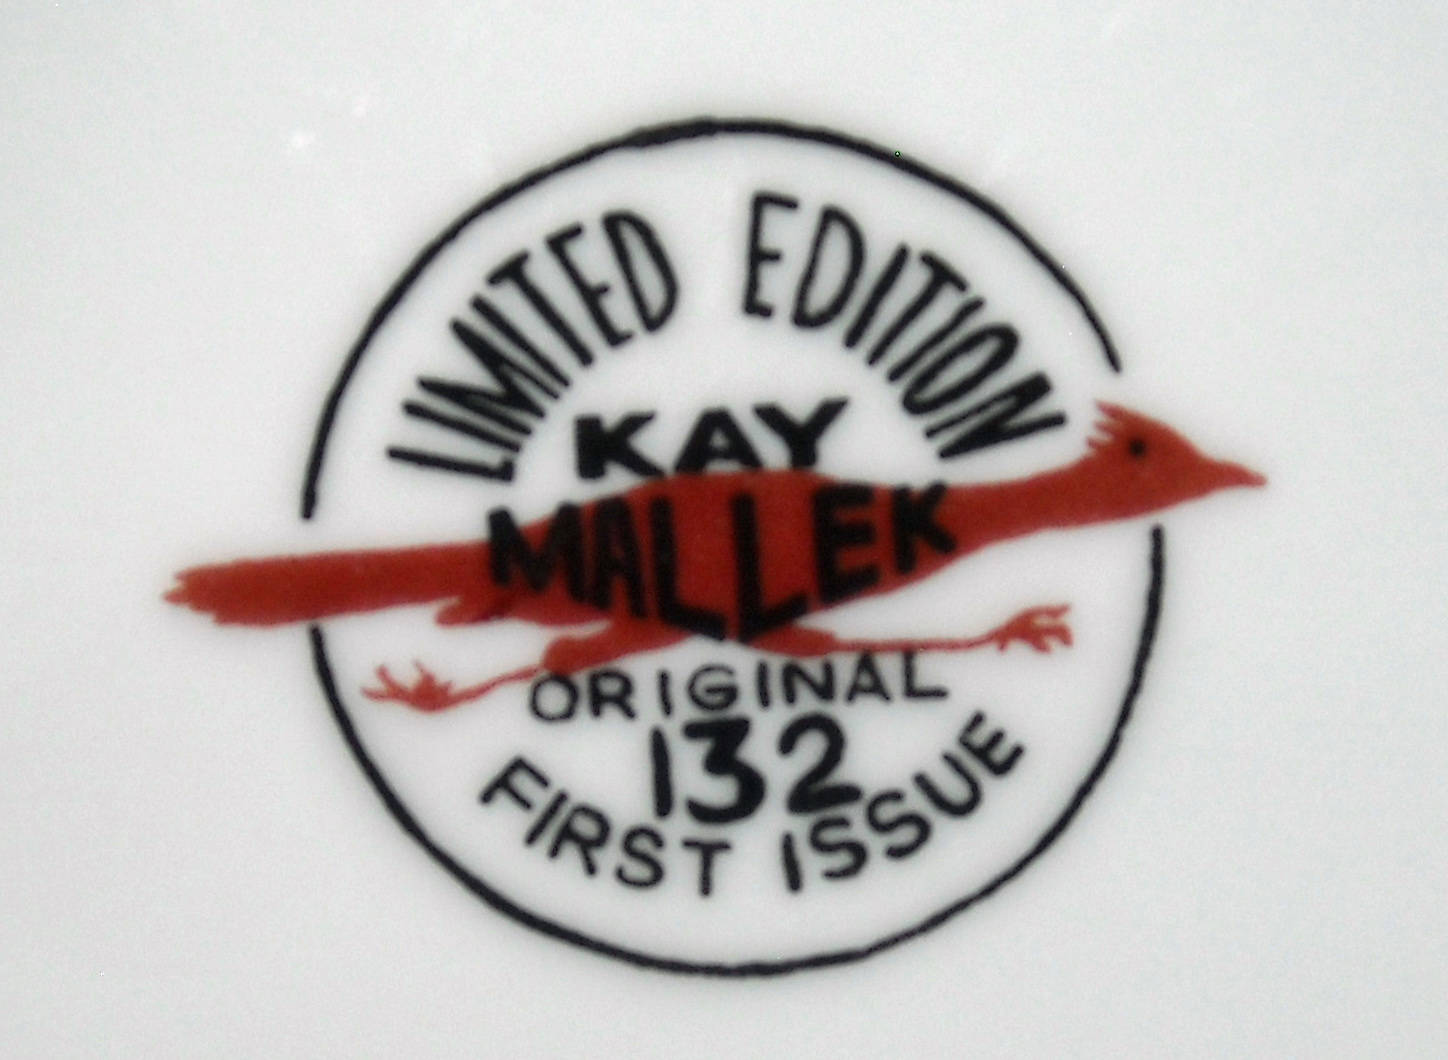 LIMITED EDITION
KAY
MALLEK
ORIGINAL
132
FIRST ISSUE